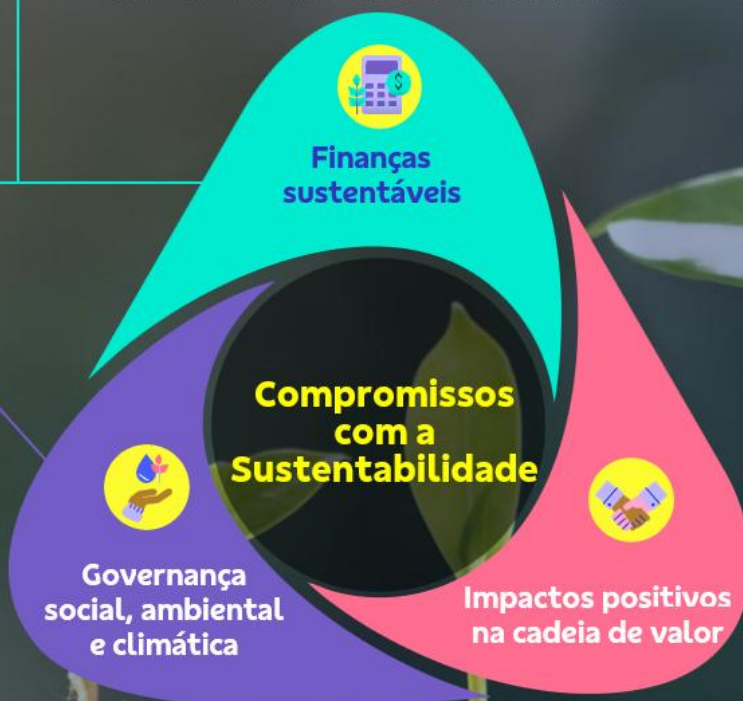 Finanças
sustentáveis
Compromissos
com a
Sustentabilidade
Governança
social, ambiental
e climática
Impactos positivos
na cadeia de valor